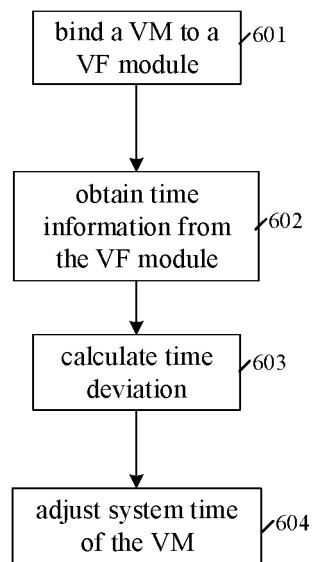 bind a VM to a
VF module
601
obtain time
information from
the VF module
602
calculate time
deviation
603
adjust system time
of the VM
604